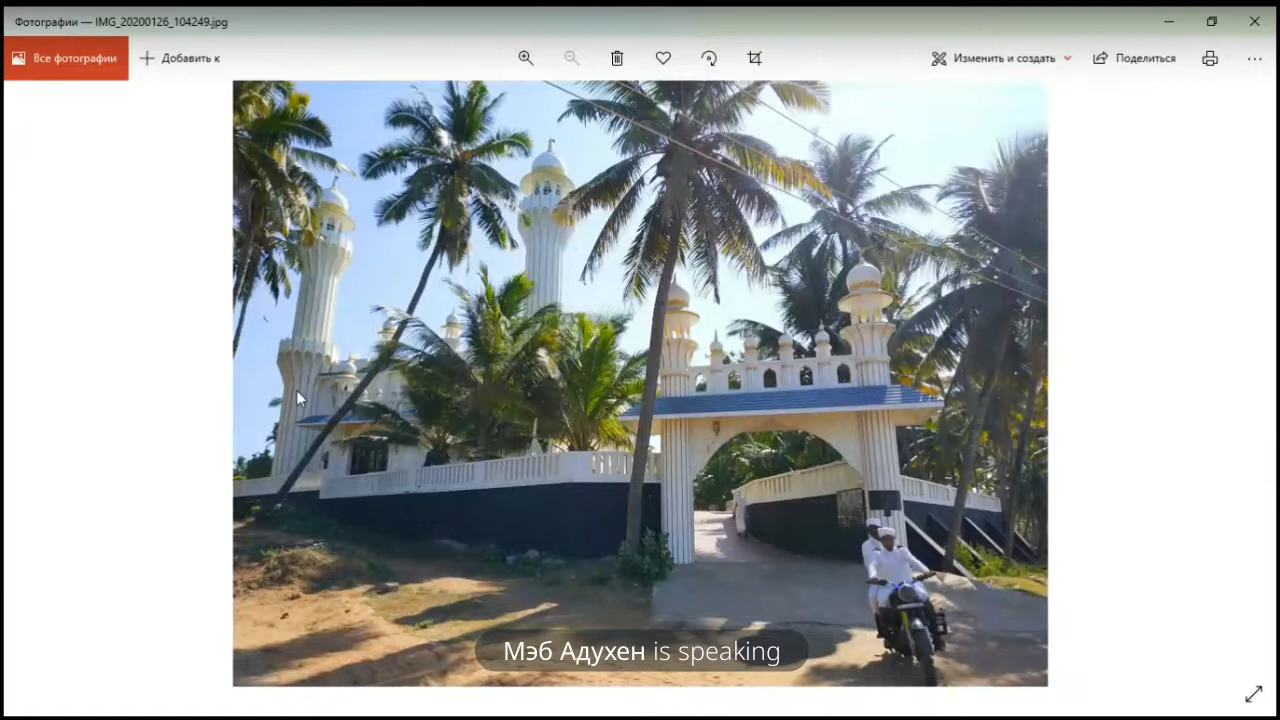 Фотографии — IMG_20200126_104249.jpg
Все фотографии
Добавить к
Изменить и создать
Поделиться
Мэб Адухен is speaking